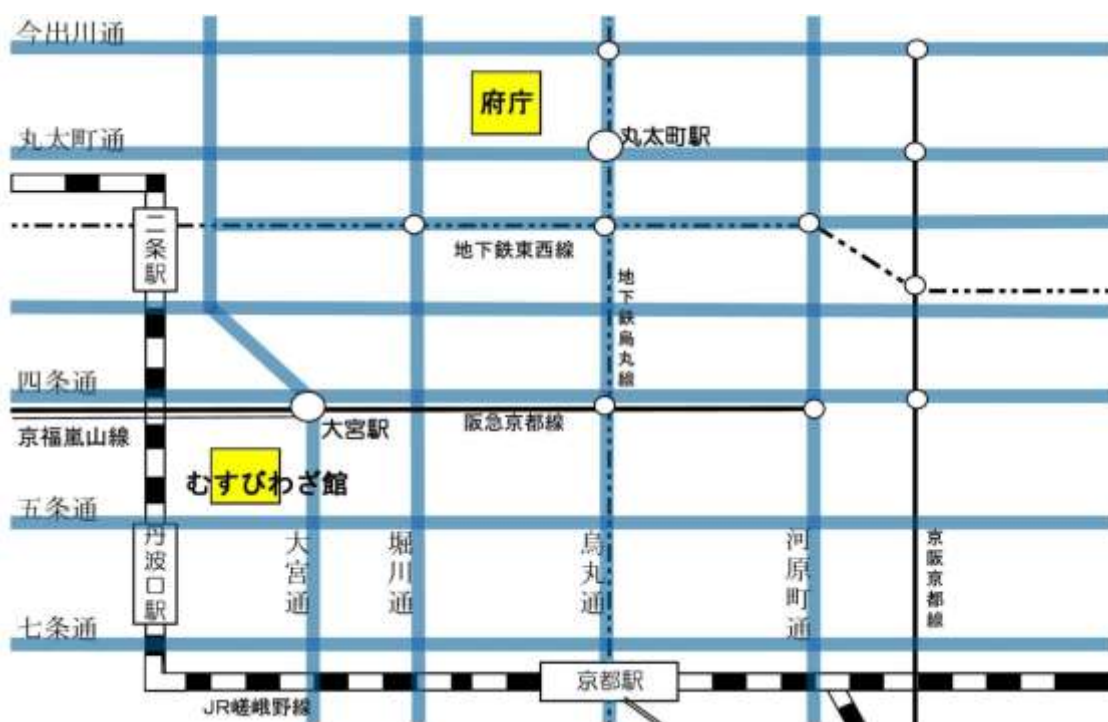 今出川通
府庁
丸太町通
丸太町駅
二条駅
地下鉄東西線
地下鉄烏丸線
四条通
京福嵐山線
大宮駅
阪急京都線
むすびわざ館
五条通
丹波口駅
大宮通
堀川通
烏丸通
河原町通
京阪京都線
七条通
京都駅
JR嵯峨野線